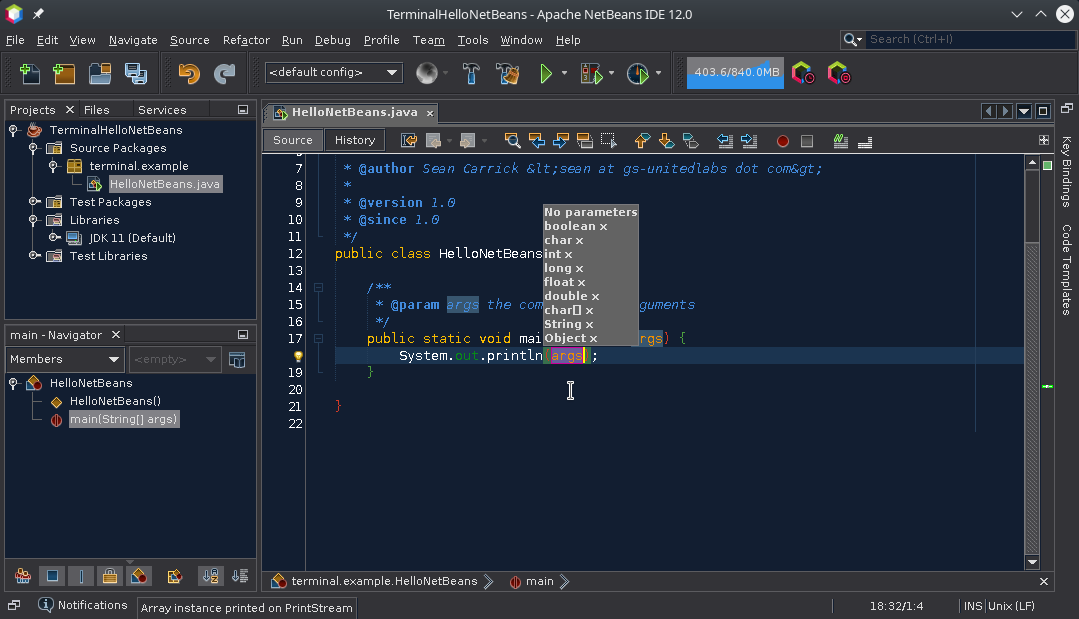 TerminalHelloNetBeans - Apache NetBeans IDE 12.0
File Edit View Navigate Source Refactor Run Debug Profile Team Tools Window Help
Search (Ctrl+I)
<default config>
403.6/840.0MB
Projects Files Services
TerminalHelloNetBeans
Source Packages
terminal.example
HelloNetBeans.java
Test Packages
Libraries
JDK 11 (Default)
Test Libraries
main - Navigator
Members <empty>
HelloNetBeans
HelloNetBeans()
main(String[] args)
HelloNetBeans.java
Source History
7 * @author Sean Carrick &lt;sean at gs-unitedlabs dot com&gt;
8 *
9 * @version 1.0
10 * @since 1.0
11 */
12 public class HelloNetBeans
13
14 /**
15 * @param args the com guments
16 */
17 public static void mai rgs) {
System.out.println(args);
19 }
20
21 }
22
No parameters
boolean x
char x
int x
long x
float x
double x
char[] x
String x
Object x
Key Bindings
Code Templates
terminal.example.HelloNetBeans main
Notifications
Array instance printed on PrintStream
18:32/1:4
INS Unix (LF)